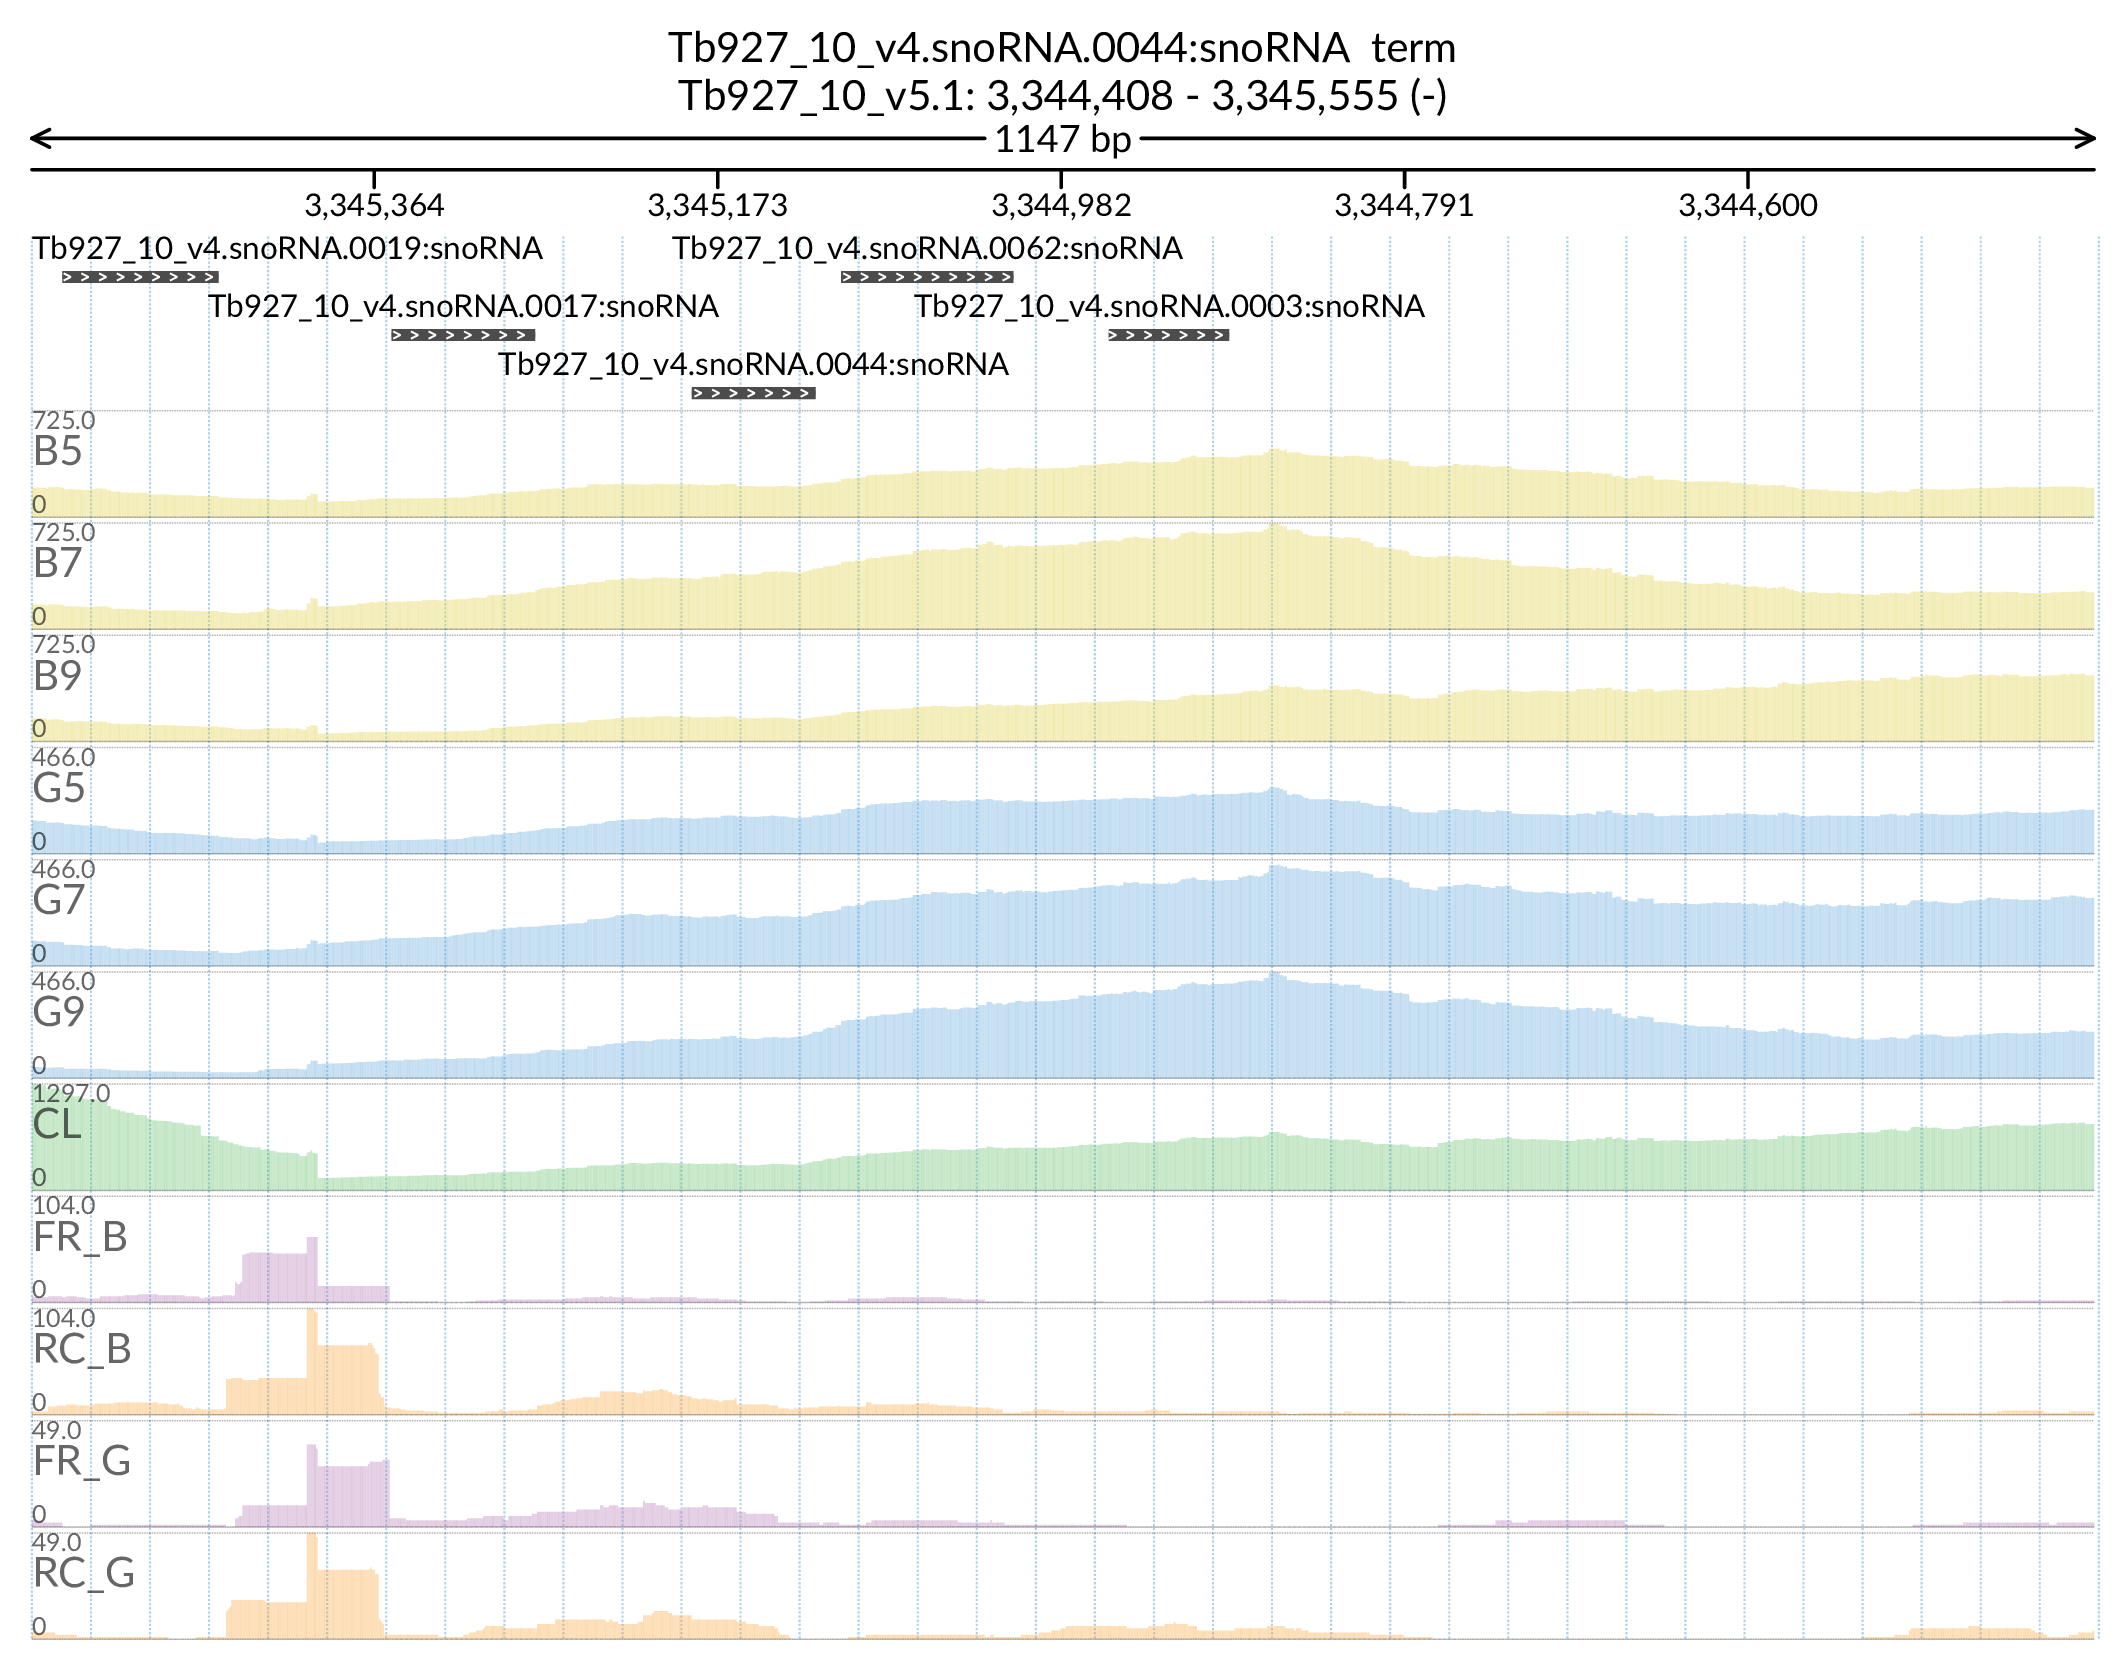 Tb927_10_v4.snoRNA.0044:snoRNA term
Tb927_10_v5.1: 3,344,408 - 3,345,555 (-)
1147 bp
3,345,364 3,345,173 3,344,982 3,344,791 3,344,600
Tb927_10_v4.snoRNA.0019:snoRNA Tb927_10_v4.snoRNA.0062:snoRNA
Tb927_10_v4.snoRNA.0017:snoRNA Tb927_10_v4.snoRNA.0003:snoRNA
Tb927_10_v4.snoRNA.0044:snoRNA
725.0
B5
0
725.0
B7
0
725.0
B9
0
466.0
G5
0
466.0
G7
0
466.0
G9
0
1297.0
CL
0
104.0
FR_B
0
104.0
RC_B
0
49.0
FR_G
0
49.0
RC_G
0